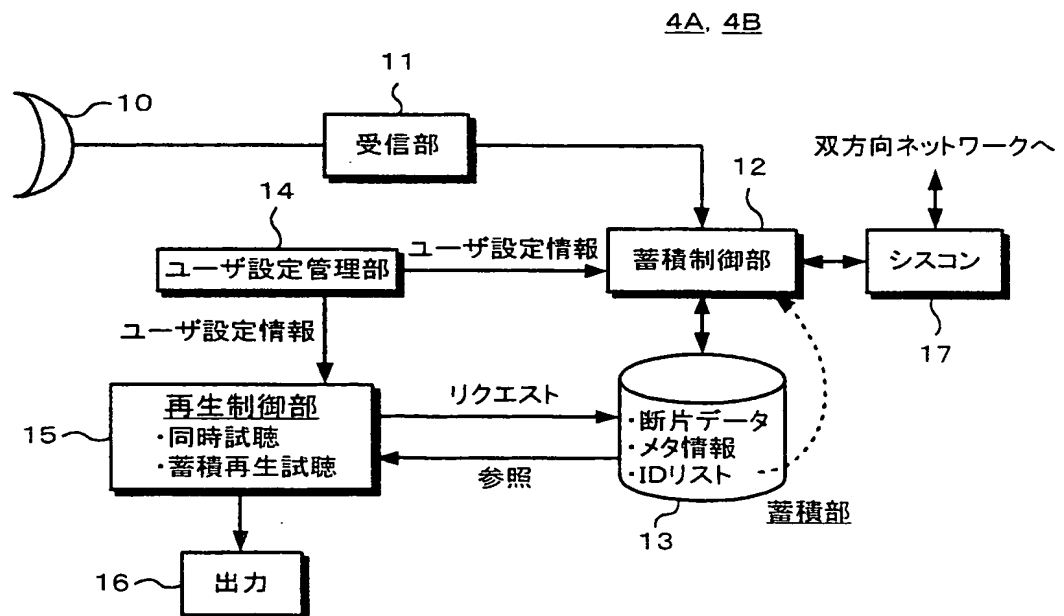 4A, 4B
11
10
受信部
双方向ネットワークへ
12
14
ユーザ設定情報
ユーザ設定管理部
蓄積制御部
シスコン
ユーザ設定情報
17
再生制御部
・同時試聴
・蓄積再生試聴
15
リクエスト
参照
・断片データ
・メタ情報
・IDリスト
蓄積部
13
16
出力